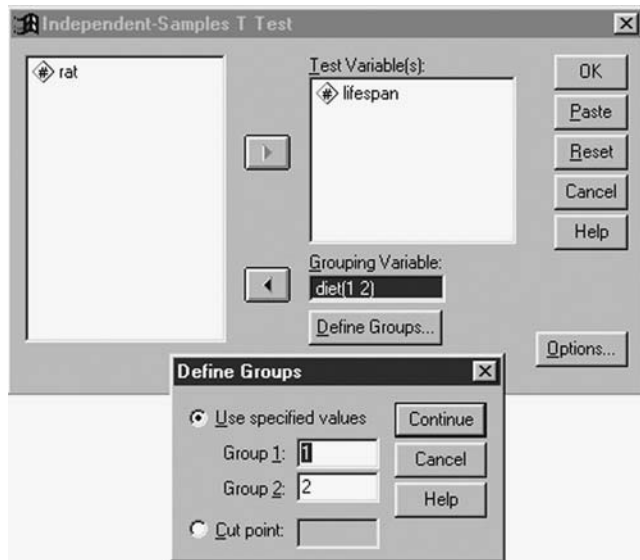 Independent-Samples T Test
# rat
Test Variable(s):
# lifespan
OK
Paste
Reset
Cancel
Help
Grouping Variable:
diet(1 2)
Define Groups...
Options...
Define Groups
Use specified values
Group 1: 1
Group 2: 2
Cut point:
Continue
Cancel
Help